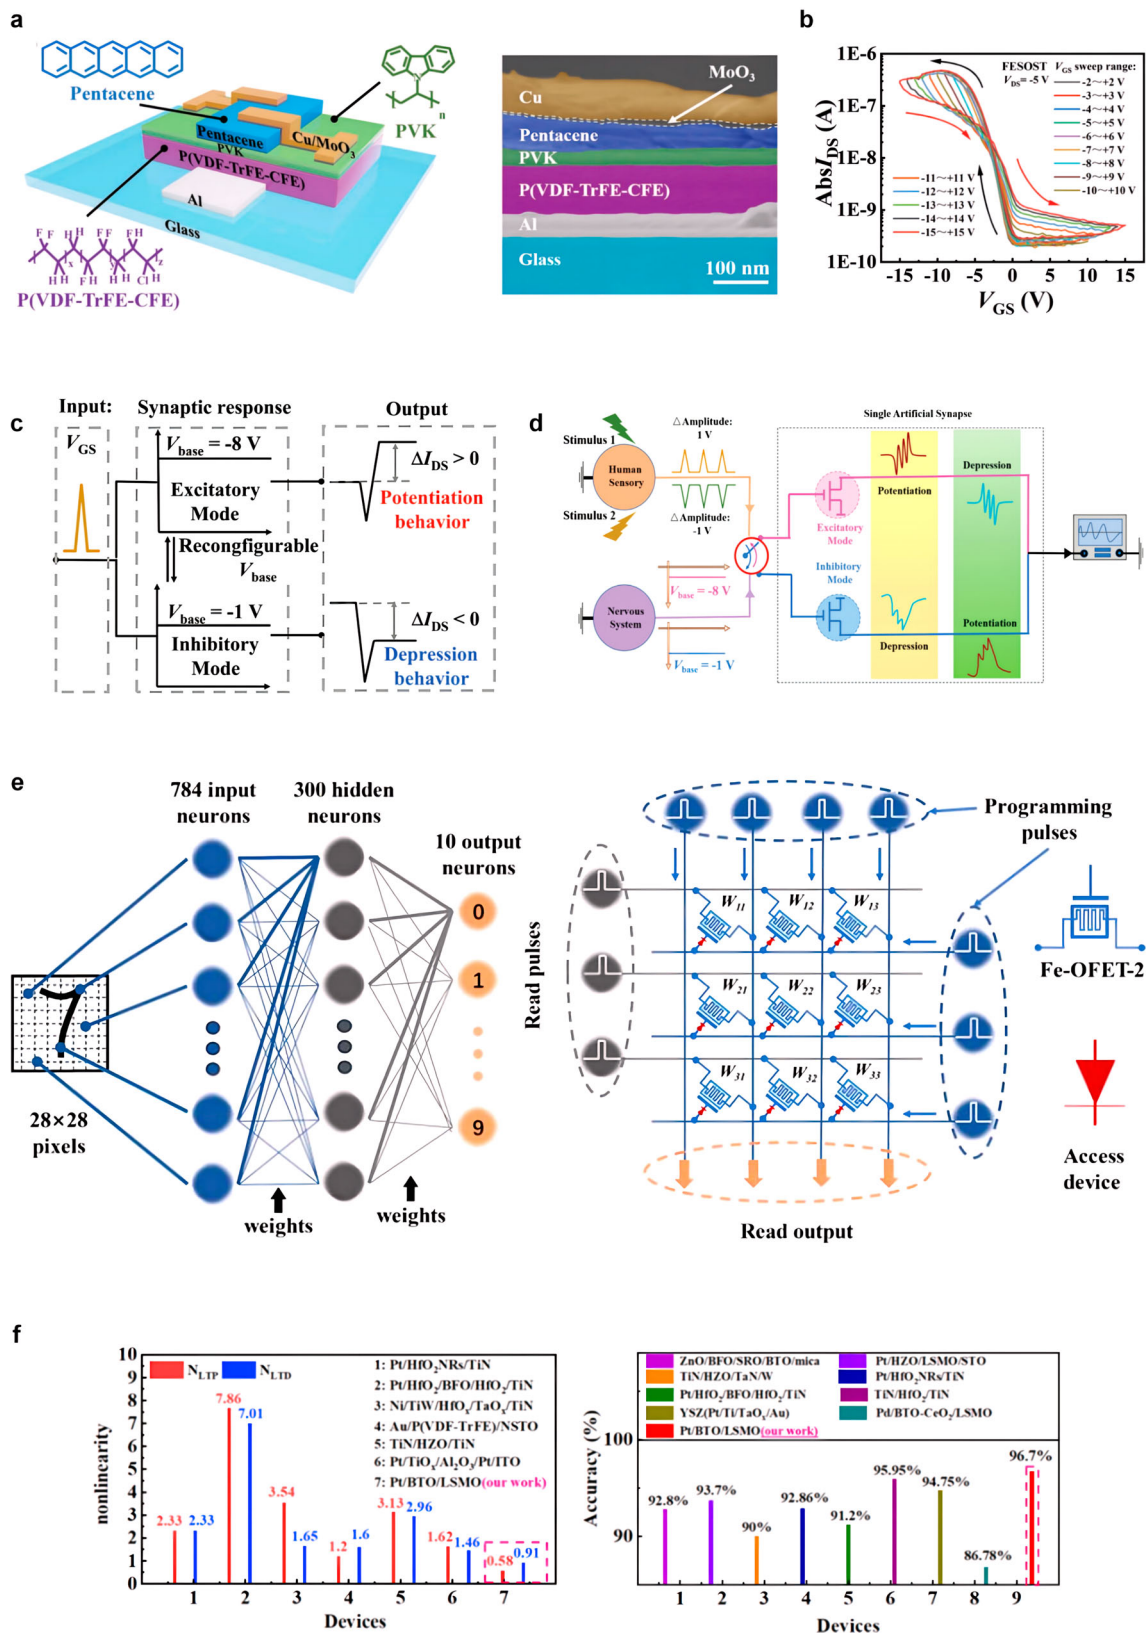 a
Pentacene
N
n
PVK
Pentacene
PVK
Cu/MoO₃
P(VDF-TrFE-CFE)
Al
Glass
F F H H F F F H
x y z
H H F H H H Cl H
P(VDF-TrFE-CFE)
MoO₃
Cu
Pentacene
PVK
P(VDF-TrFE-CFE)
Al
Glass
100 nm
b
AbsI_DS (A)
1E-6
1E-7
1E-8
1E-9
1E-10
FESOST
V_DS= -5 V
V_GS sweep range:
-2～+2 V
-3～+3 V
-4～+4 V
-5～+5 V
-6～+6 V
-7～+7 V
-8～+8 V
-9～+9 V
-10～+10 V
-11～+11 V
-12～+12 V
-13～+13 V
-14～+14 V
-15～+15 V
-15 -10 -5 0 5 10 15
V_GS (V)
c
Input: Synaptic response Output
V_GS
V_base = -8 V
Excitatory
Mode
Recongfigurable
V_base
V_base = -1 V
Inhibitory
Mode
ΔI_DS > 0
Potentiation
behavior
ΔI_DS < 0
Depression
behavior
d
Stimulus 1
Human
Sensory
Stimulus 2
△Amplitude:
1 V
△Amplitude:
-1 V
V_base= -8 V
Nervous
System
V_base= -1 V
Single Artificial Synapse
Excitatory
Mode
Inhibitory
Mode
Potentiation
Depression
Depression
Potentiation
e
784 input
neurons
300 hidden
neurons
10 output
neurons
0
1
9
28×28
pixels
weights
weights
Read pulses
Programming
pulses
W₁₁ W₁₂ W₁₃
W₂₁ W₂₂ W₂₃
W₃₁ W₃₂ W₃₃
Fe-OFET-2
Access
device
Read output
f
nonlincarity
10
9
8
7
6
5
4
3
2
1
0
N_LTP N_LTD
1: Pt/HfO₂NRs/TiN
2: Pt/HfO₂/BFO/HfO₂/TiN
3: Ni/TiW/HfOₓ/TaOₓ/TiN
4: Au/P(VDF-TrFE)/NSTO
5: TiN/HZO/TiN
6: Pt/TiOₓ/Al₂O₃/Pt/ITO
7: Pt/BTO/LSMO(our work)
2.33 2.33
7.86 7.01
3.54 1.65
1.2 1.6
3.13 2.96
1.62 1.46
0.58 0.91
1 2 3 4 5 6 7
Devices
Accuracy (%)
100
90
ZnO/BFO/SRO/BTO/mica
TiN/HZO/TaN/W
Pt/HfO₂/BFO/HfO₂/TiN
YSZ(Pt/Ti/TaOₓ/Au)
Pt/BTO/LSMO(our work)
Pt/HZO/LSMO/STO
Pt/HfO₂NRs/TiN
TiN/HfO₂/TiN
Pd/BTO-CeO₂/LSMO
92.8% 93.7% 90% 92.86% 91.2% 95.95% 94.75% 86.78% 96.7%
1 2 3 4 5 6 7 8 9
Devices